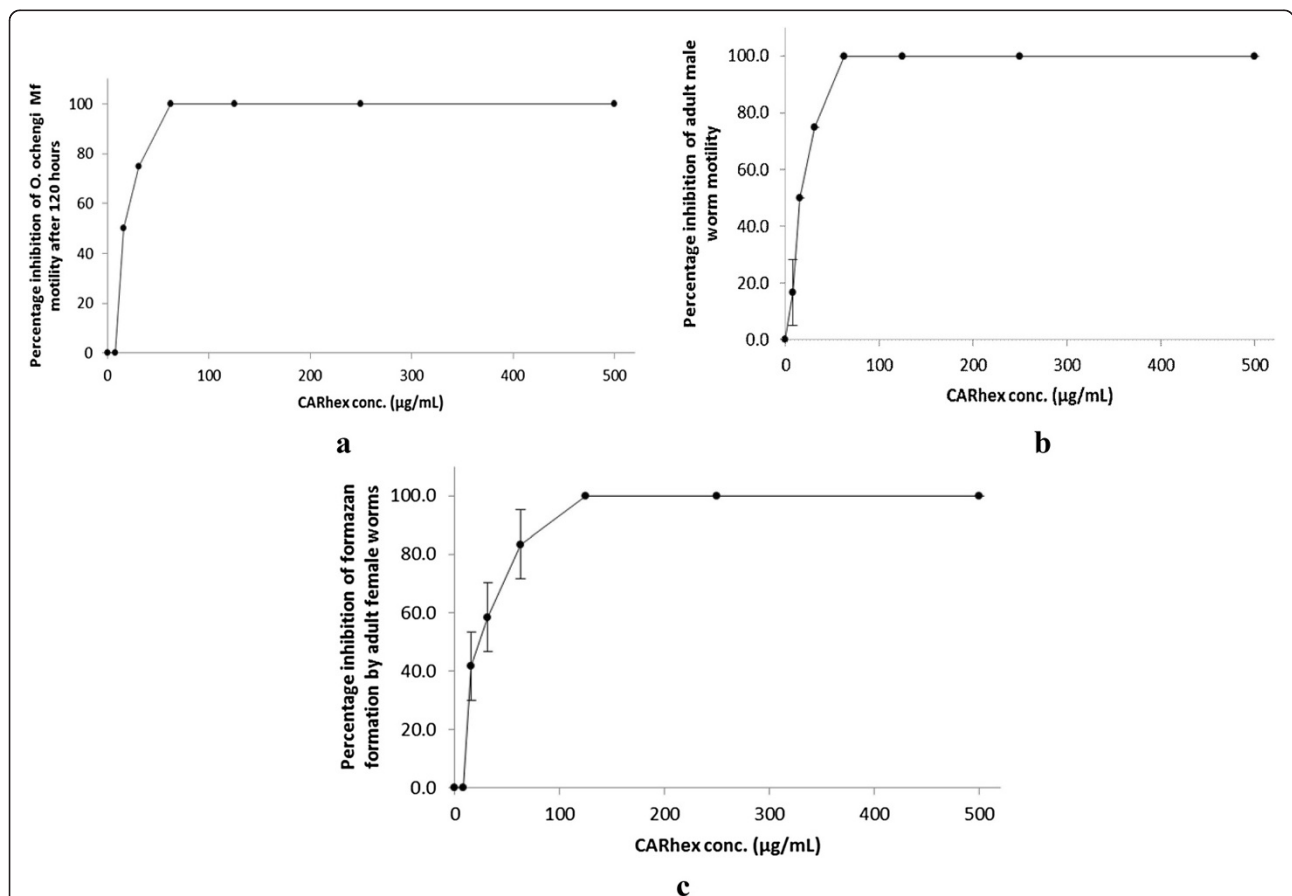 Percentage inhibition of O. ochengi Mf
motility after 120 hours
100
80
60
40
20
0
0 100 200 300 400 500
CARhex conc. (µg/mL)
a
Percentage inhibition of adult male
worm motility
100.0
80.0
60.0
40.0
20.0
0.0
0 100 200 300 400 500
CARhex conc. (µg/mL)
b
Percentage inhibition of formazan
formation by adult female worms
100.0
80.0
60.0
40.0
20.0
0.0
0 100 200 300 400 500
CARhex conc. (µg/mL)
c